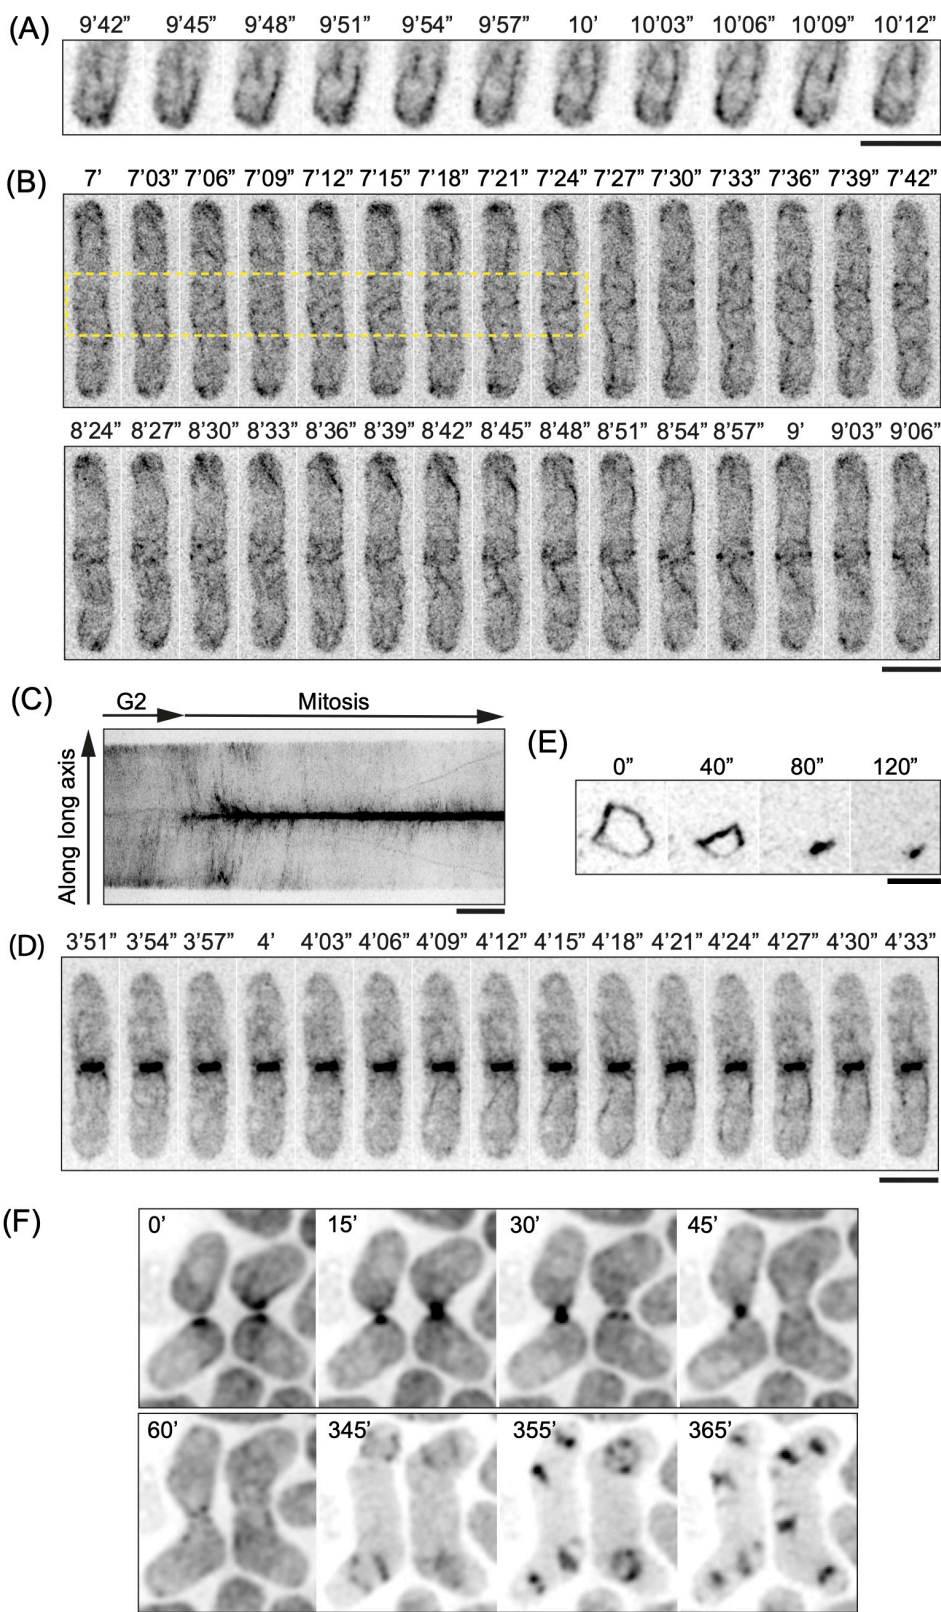 (A)
9’42” 9’45” 9’48” 9’51” 9’54” 9’57” 10’ 10’03” 10’06” 10’09” 10’12”
(B)
7’ 7’03” 7’06” 7’09” 7’12” 7’15” 7’18” 7’21” 7’24” 7’27” 7’30” 7’33” 7’36” 7’39” 7’42”
8’24” 8’27” 8’30” 8’33” 8’36” 8’39” 8’42” 8’45” 8’48” 8’51” 8’54” 8’57” 9’ 9’03” 9’06”
(C)
G2 Mitosis
Along long axis
(E)
0” 40” 80” 120”
(D)
3’51” 3’54” 3’57” 4’ 4’03” 4’06” 4’09” 4’12” 4’15” 4’18” 4’21” 4’24” 4’27” 4’30” 4’33”
(F)
0’ 15’ 30’ 45’
60’ 345’ 355’ 365’